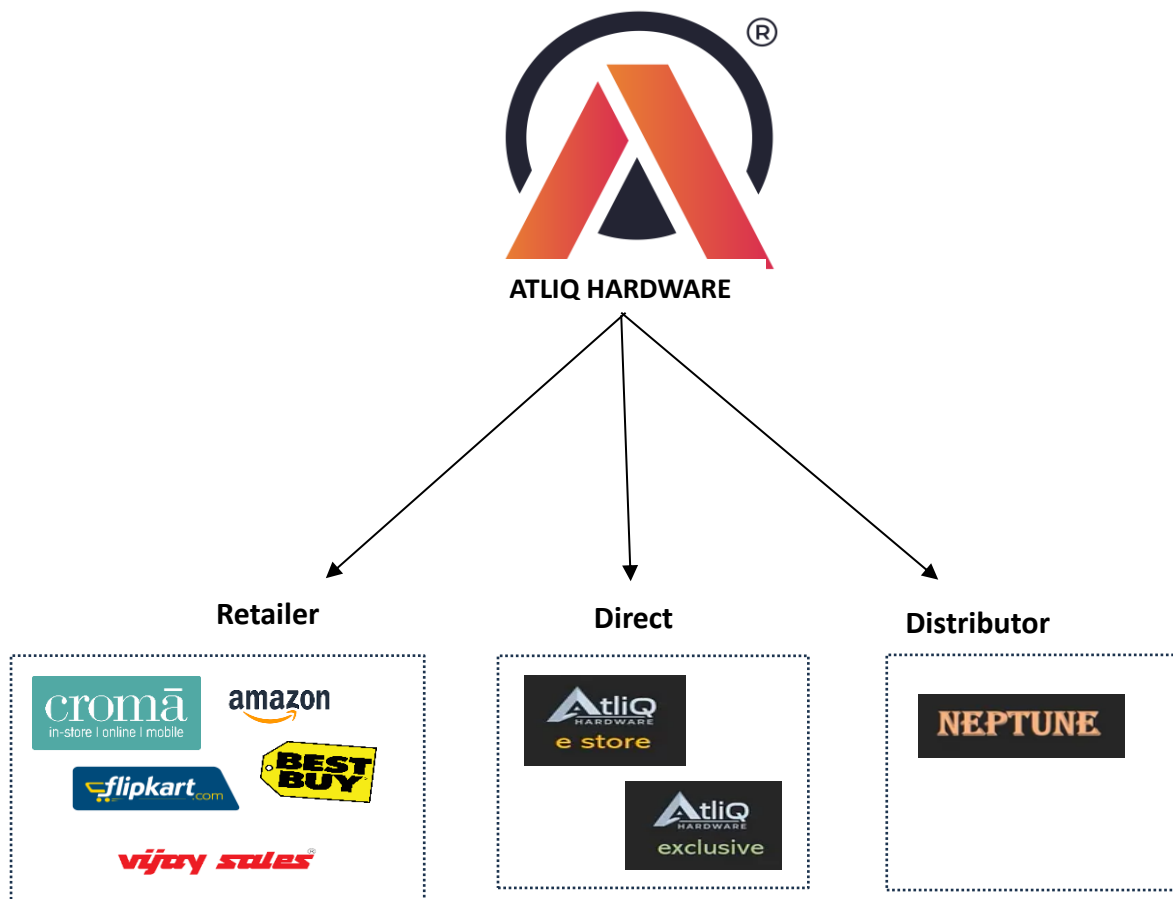 ®
ATLIQ HARDWARE
Retailer
Direct
Distributor
cromā
in-store | online | mobile
amazon
flipkart.com
BEST
BUY
vijay sales®
AtliQ
HARDWARE
e store
AtliQ
HARDWARE
exclusive
NEPTUNE